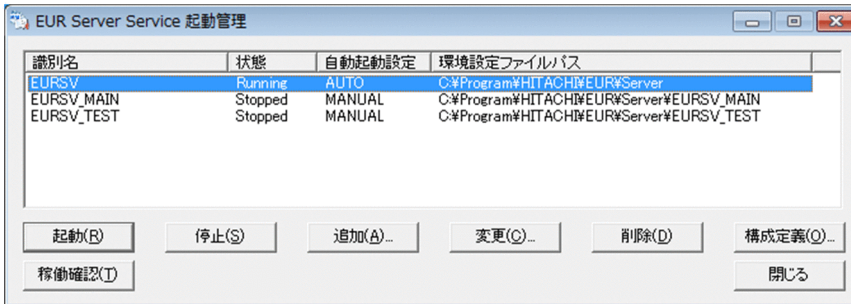 EUR Server Service 起動管理
識別名 状態 自動起動設定 環境設定ファイルパス
EURSV Running AUTO C:¥Program¥HITACHI¥EUR¥Server
EURSV_MAIN Stopped MANUAL C:¥Program¥HITACHI¥EUR¥Server¥EURSV_MAIN
EURSV_TEST Stopped MANUAL C:¥Program¥HITACHI¥EUR¥Server¥EURSV_TEST
起動(R) 停止(S) 追加(A)... 変更(C)... 削除(D) 構成定義(O)...
稼働確認(T) 閉じる